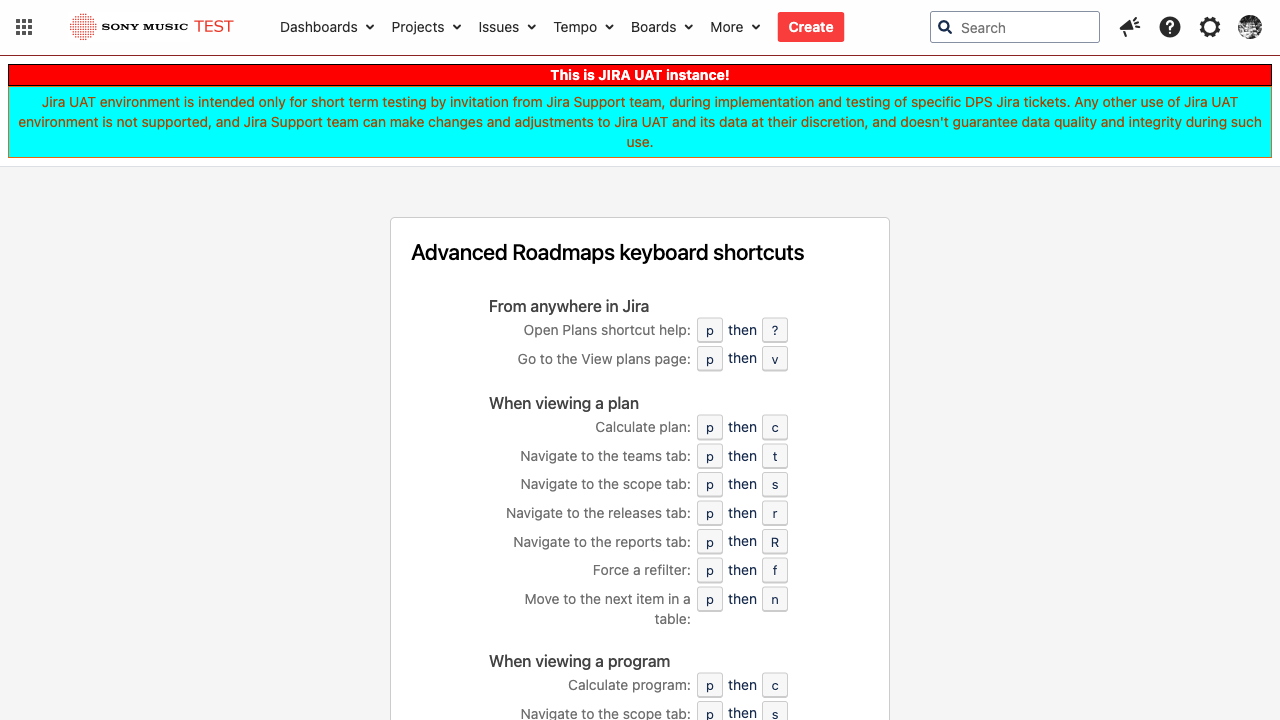 SONY MUSIC TEST Dashboards Projects Issues Tempo Boards More Create Search
This is JIRA UAT instance!
Jira UAT environment is intended only for short term testing by invitation from Jira Support team, during implementation and testing of specific DPS Jira tickets. Any other use of Jira UAT
environment is not supported, and Jira Support team can make changes and adjustments to Jira UAT and its data at their discretion, and doesn't guarantee data quality and integrity during such
use.
Advanced Roadmaps keyboard shortcuts
From anywhere in Jira
Open Plans shortcut help: p then ?
Go to the View plans page: p then v
When viewing a plan
Calculate plan: p then c
Navigate to the teams tab: p then t
Navigate to the scope tab: p then s
Navigate to the releases tab: p then r
Navigate to the reports tab: p then R
Force a refilter: p then f
Move to the next item in a p then n
table:
When viewing a program
Calculate program: p then c
Navigate to the scope tab: p then s